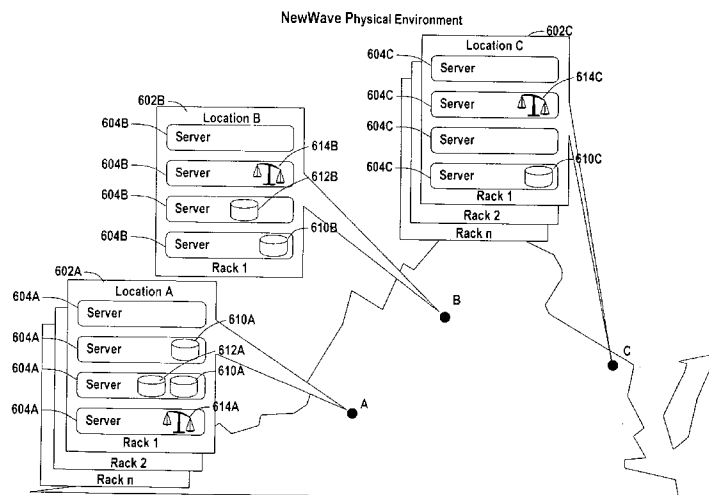 NewWave Physical Environment
602C
Location C
604C
Server
614C
604C
Server
604C
Server
604C
610C
Server
Rack 1
Rack 2
Rack n
602B
Location B
604B
Server
614B
604B
Server
612B
604B
Server
610B
604B
Server
Rack 1
602A
Location A
604A
Server
610A
604A
Server
612A
604A
Server
610A
604A
Server
614A
Rack 1
Rack 2
Rack n
B
C
A